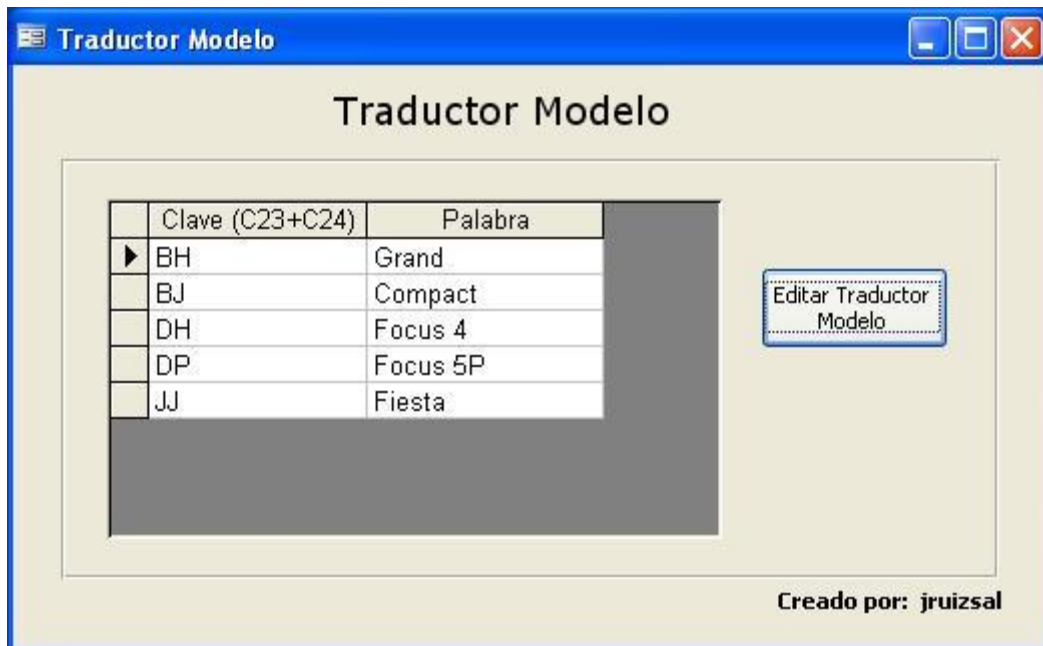 Traductor Modelo
Traductor Modelo
Clave (C23+C24) Palabra
BH Grand
BJ Compact
DH Focus 4
DP Focus 5P
JJ Fiesta
Editar Traductor
Modelo
Creado por: jruizsal